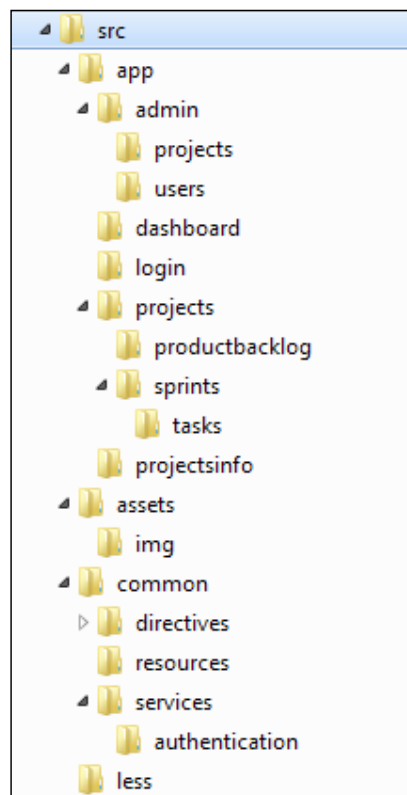 src
app
admin
projects
users
dashboard
login
projects
productbacklog
sprints
tasks
projectsinfo
assets
img
common
directives
resources
services
authentication
less